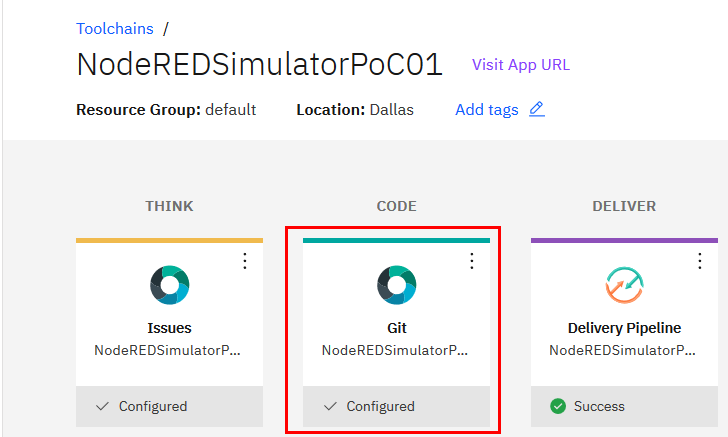 Toolchains /
NodeREDSimulatorPoC01 Visit App URL
Resource Group: default Location: Dallas Add tags
THINK CODE DELIVER
Issues Git Delivery Pipeline
NodeREDSimulatorP... NodeREDSimulatorP... NodeREDSimulatorP...
Configured Configured Success